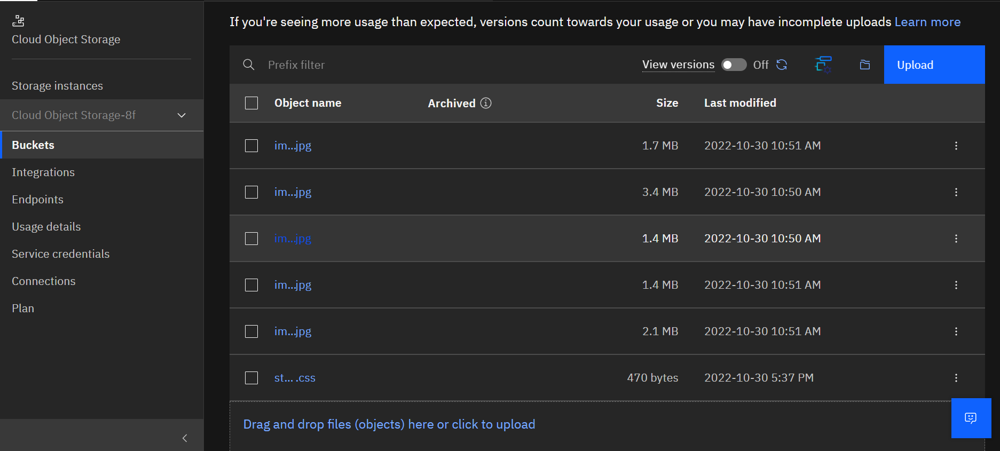 If you're seeing more usage than expected, versions count towards your usage or you may have incomplete uploads Learn more
Cloud Object Storage
Storage instances
Cloud Object Storage-8f
Buckets
Integrations
Endpoints
Usage details
Service credentials
Connections
Plan
Prefix filter View versions Off Upload
Object name Archived Size Last modified
im...jpg 1.7 MB 2022-10-30 10:51 AM
im...jpg 3.4 MB 2022-10-30 10:50 AM
im...jpg 1.4 MB 2022-10-30 10:50 AM
im...jpg 1.4 MB 2022-10-30 10:51 AM
im...jpg 2.1 MB 2022-10-30 10:51 AM
st... .css 470 bytes 2022-10-30 5:37 PM
Drag and drop files (objects) here or click to upload